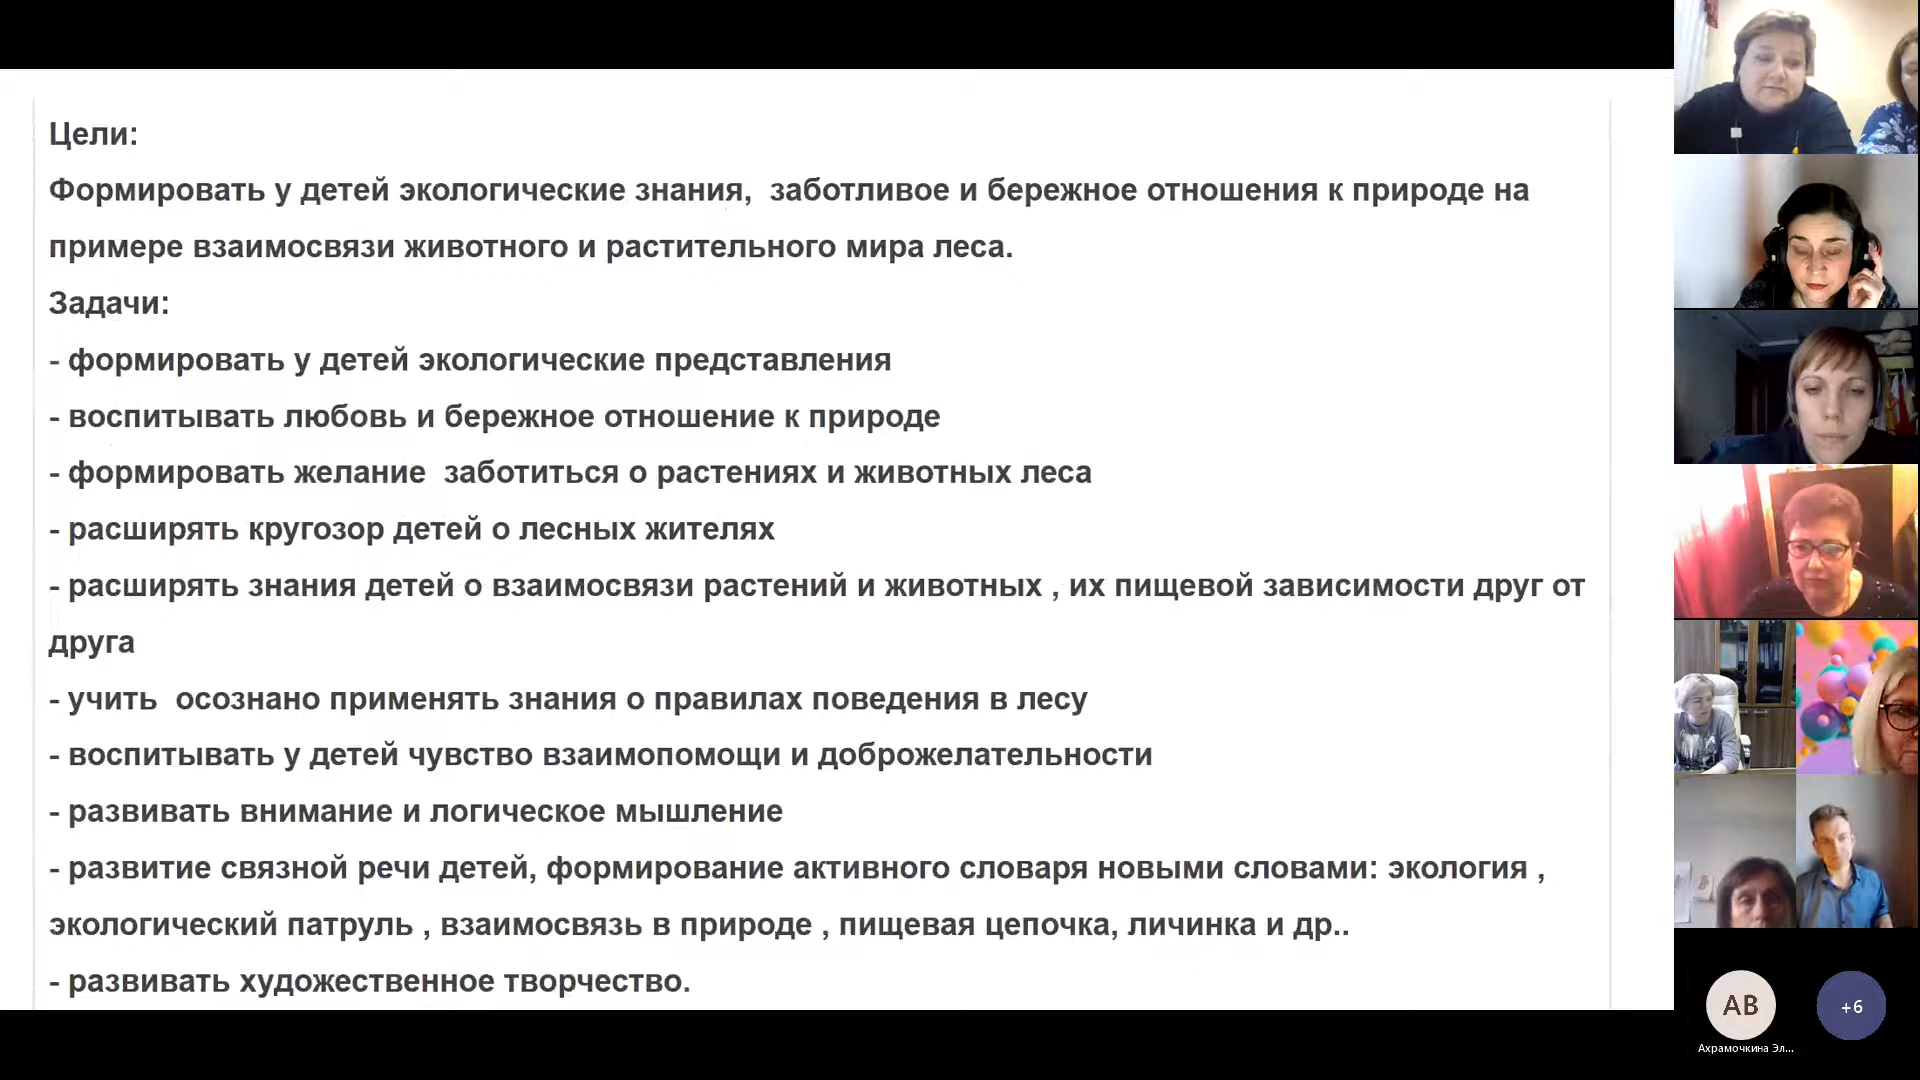 Цели:
Формировать у детей экологические знания,  заботливое и бережное отношения к природе на
примере взаимосвязи животного и растительного мира леса.
Задачи:
- формировать у детей экологические представления
- воспитывать любовь и бережное отношение к природе
- формировать желание  заботиться о растениях и животных леса
- расширять кругозор детей о лесных жителях
- расширять знания детей о взаимосвязи растений и животных , их пищевой зависимости друг от
друга
- учить  осознано применять знания о правилах поведения в лесу
- воспитывать у детей чувство взаимопомощи и доброжелательности
- развивать внимание и логическое мышление
- развитие связной речи детей, формирование активного словаря новыми словами: экология ,
экологический патруль , взаимосвязь в природе , пищевая цепочка, личинка и др..
- развивать художественное творчество.
АВ
+6
Ахрамочкина Эл...